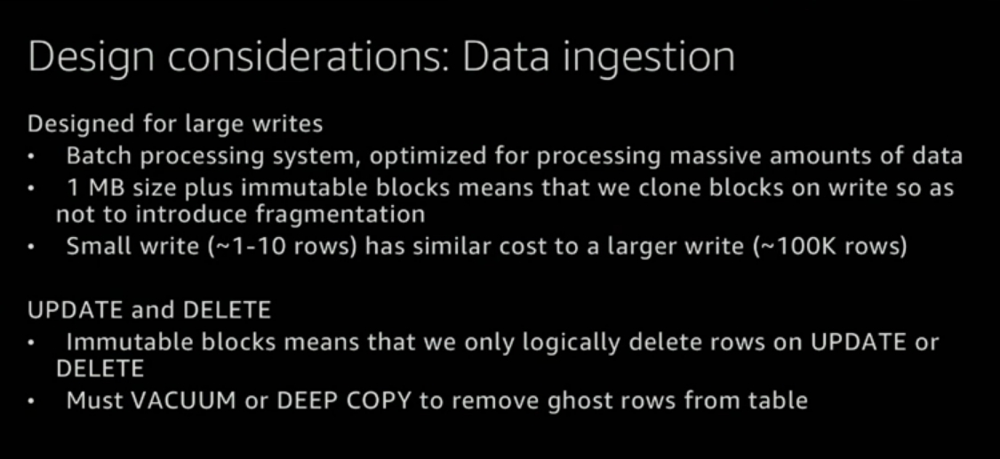 Design considerations: Data ingestion
Designed for large writes
• Batch processing system, optimized for processing massive amounts of data
• 1 MB size plus immutable blocks means that we clone blocks on write so as
not to introduce fragmentation
• Small write (~1-10 rows) has similar cost to a larger write (~100K rows)
UPDATE and DELETE
• Immutable blocks means that we only logically delete rows on UPDATE or
DELETE
• Must VACUUM or DEEP COPY to remove ghost rows from table